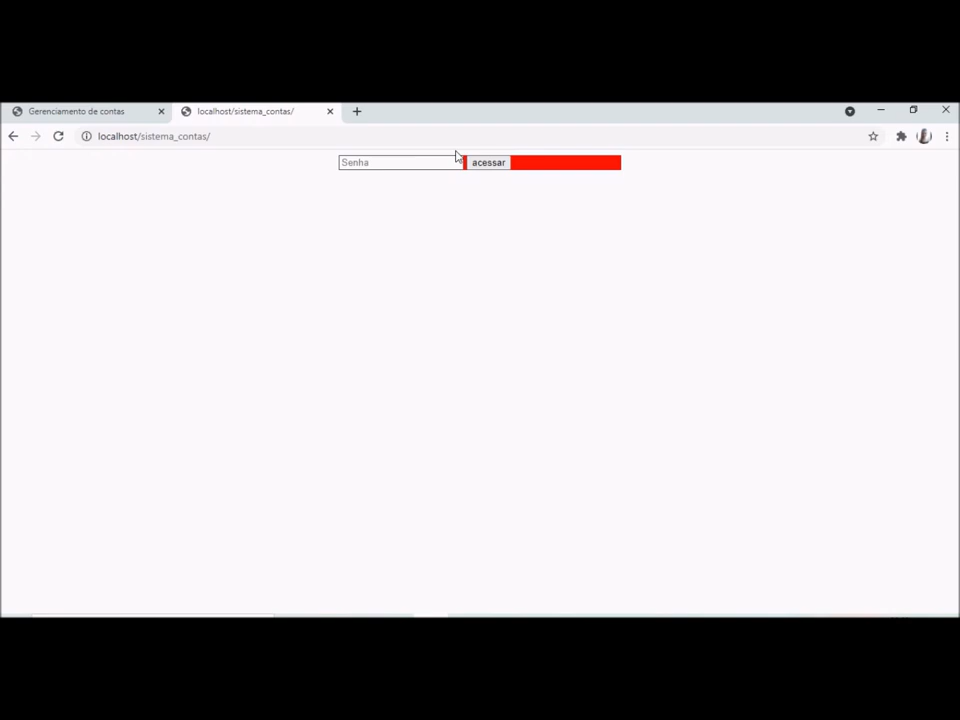 Gerenciamento de contas
localhost/sistema_contas/
localhost/sistema_contas/
Senha
acessar